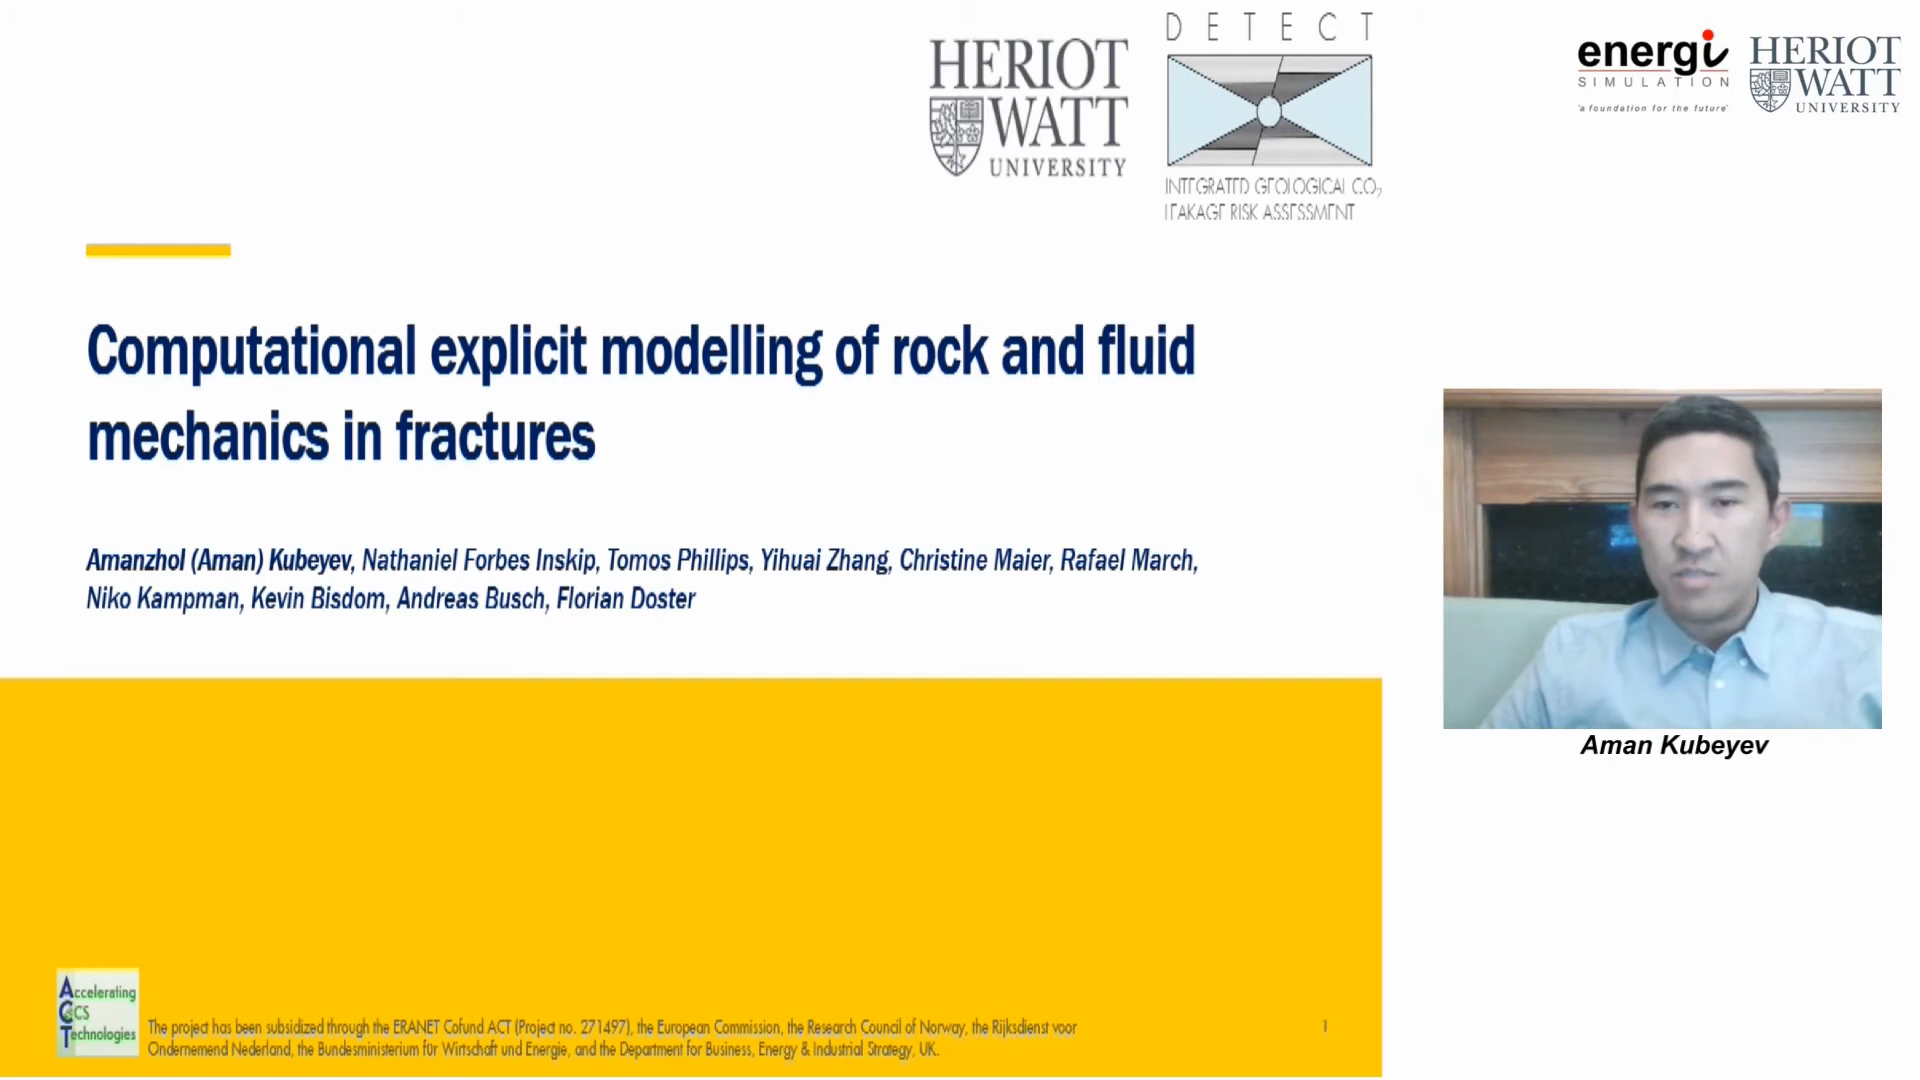 DETECT
HERIOT
WATT
UNIVERSITY
INTEGRATED GEOLOGICAL CO2
LEAKAGE RISK ASSESSMENT
energi
SIMULATION
'a foundation for the future'
HERIOT
WATT
UNIVERSITY
Computational explicit modelling of rock and fluid
mechanics in fractures
Amanzhol (Aman) Kubeyev, Nathaniel Forbes Inskip, Tomos Phillips, Yihuai Zhang, Christine Maier, Rafael March,
Niko Kampman, Kevin Bisdom, Andreas Busch, Florian Doster
Aman Kubeyev
Accelerating
CS
Technologies
The project has been subsidized through the ERANET Cofund ACT (Project no. 271497), the European Commission, the Research Council of Norway, the Rijksdienst voor
Ondernemend Nederland, the Bundesministerium für Wirtschaft und Energie, and the Department for Business, Energy & Industrial Strategy, UK.
1